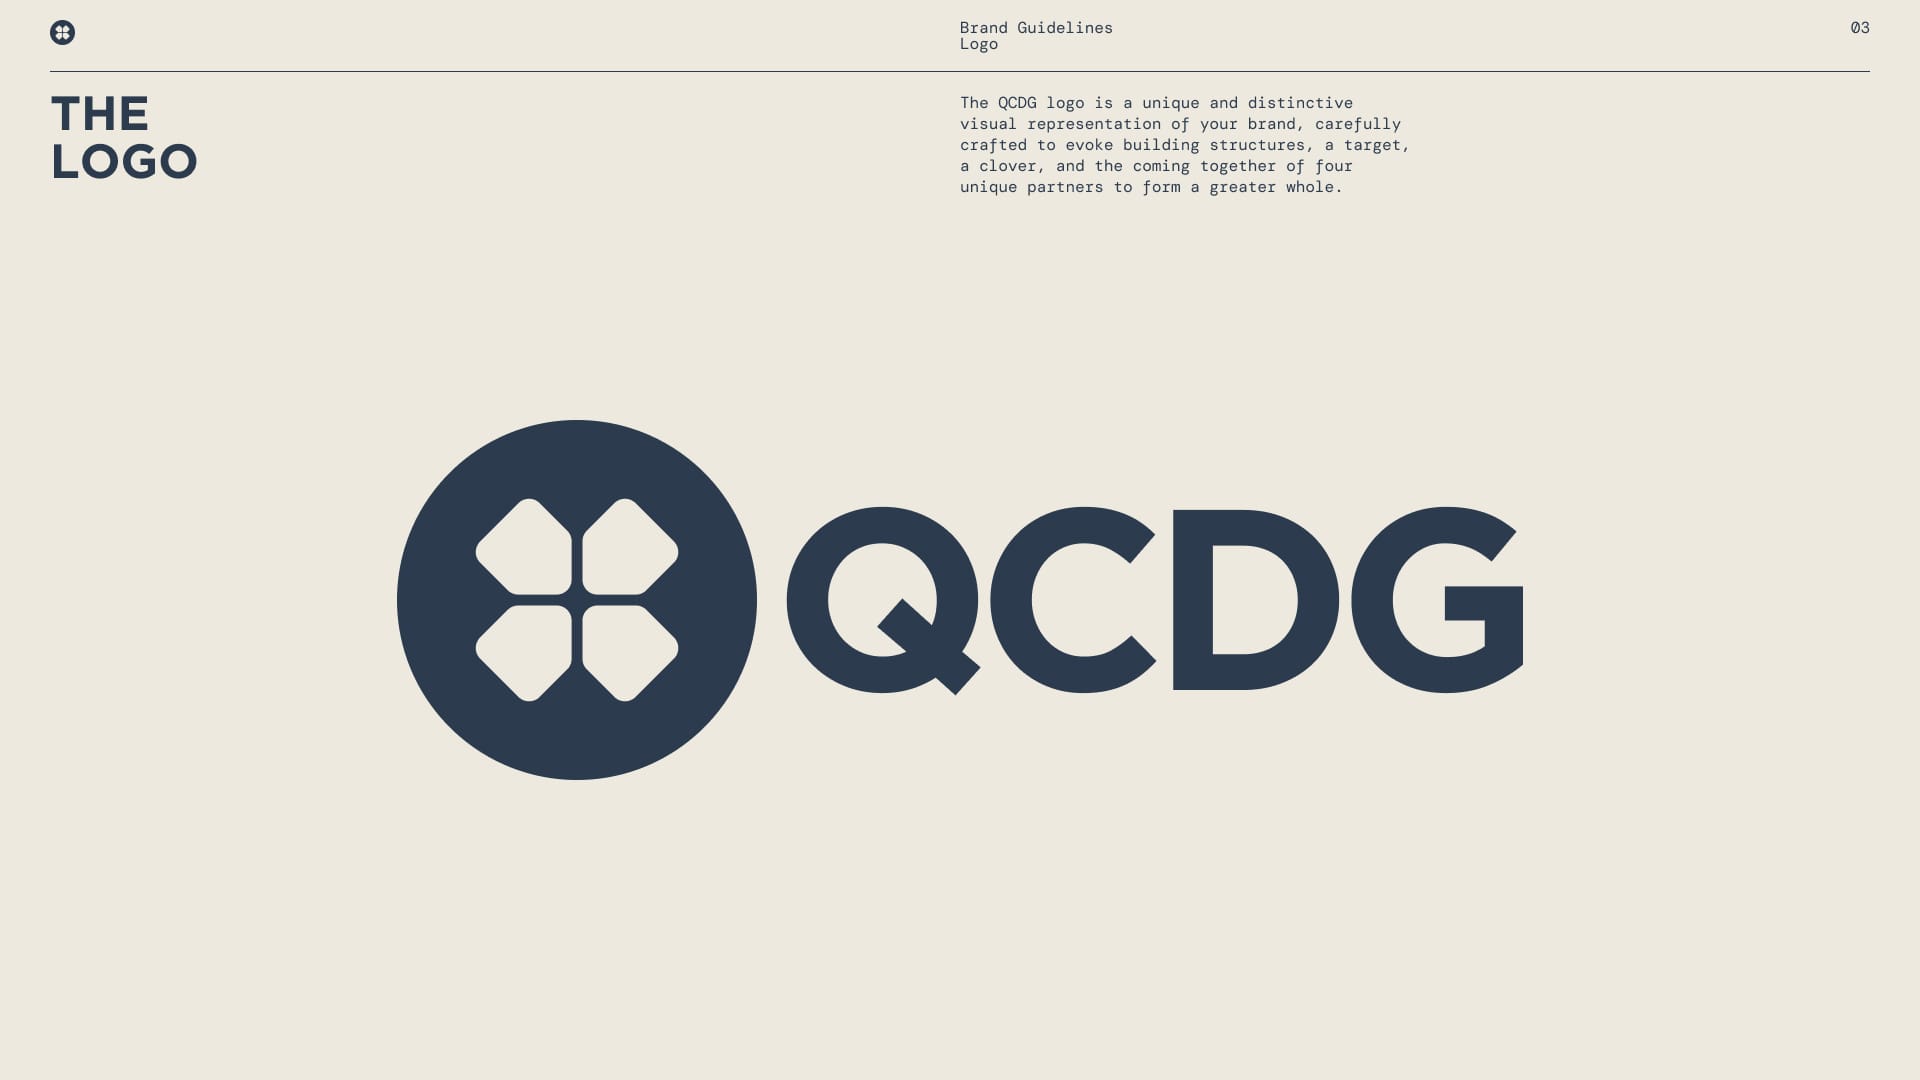 Brand Guidelines
Logo
03
THE
LOGO
The QCDG logo is a unique and distinctive
visual representation of your brand, carefully
crafted to evoke building structures, a target,
a clover, and the coming together of four
unique partners to form a greater whole.
QCDG